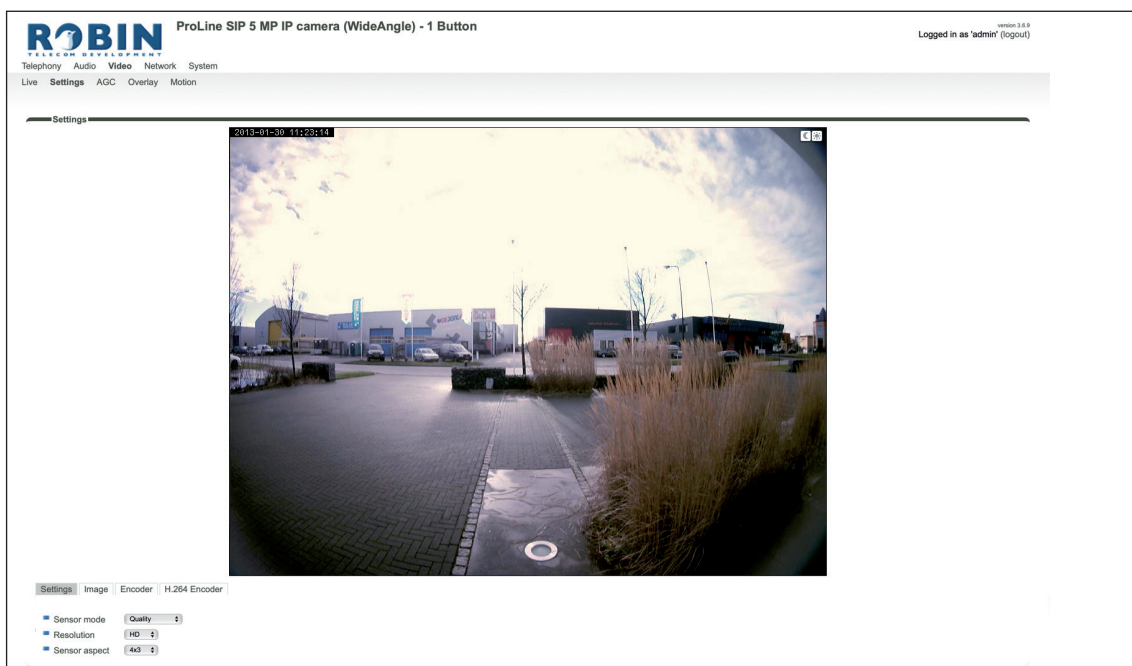 ROBIN
TELECOM DEVELOPMENT
ProLine SIP 5 MP IP camera (WideAngle) - 1 Button
version 3.6.9
Logged in as 'admin' (logout)
Telephony Audio Video Network System
Live Settings AGC Overlay Motion
Settings
2013-01-30 11:23:14
Settings Image Encoder H.264 Encoder
Sensor mode Quality
Resolution HD
Sensor aspect 4x3